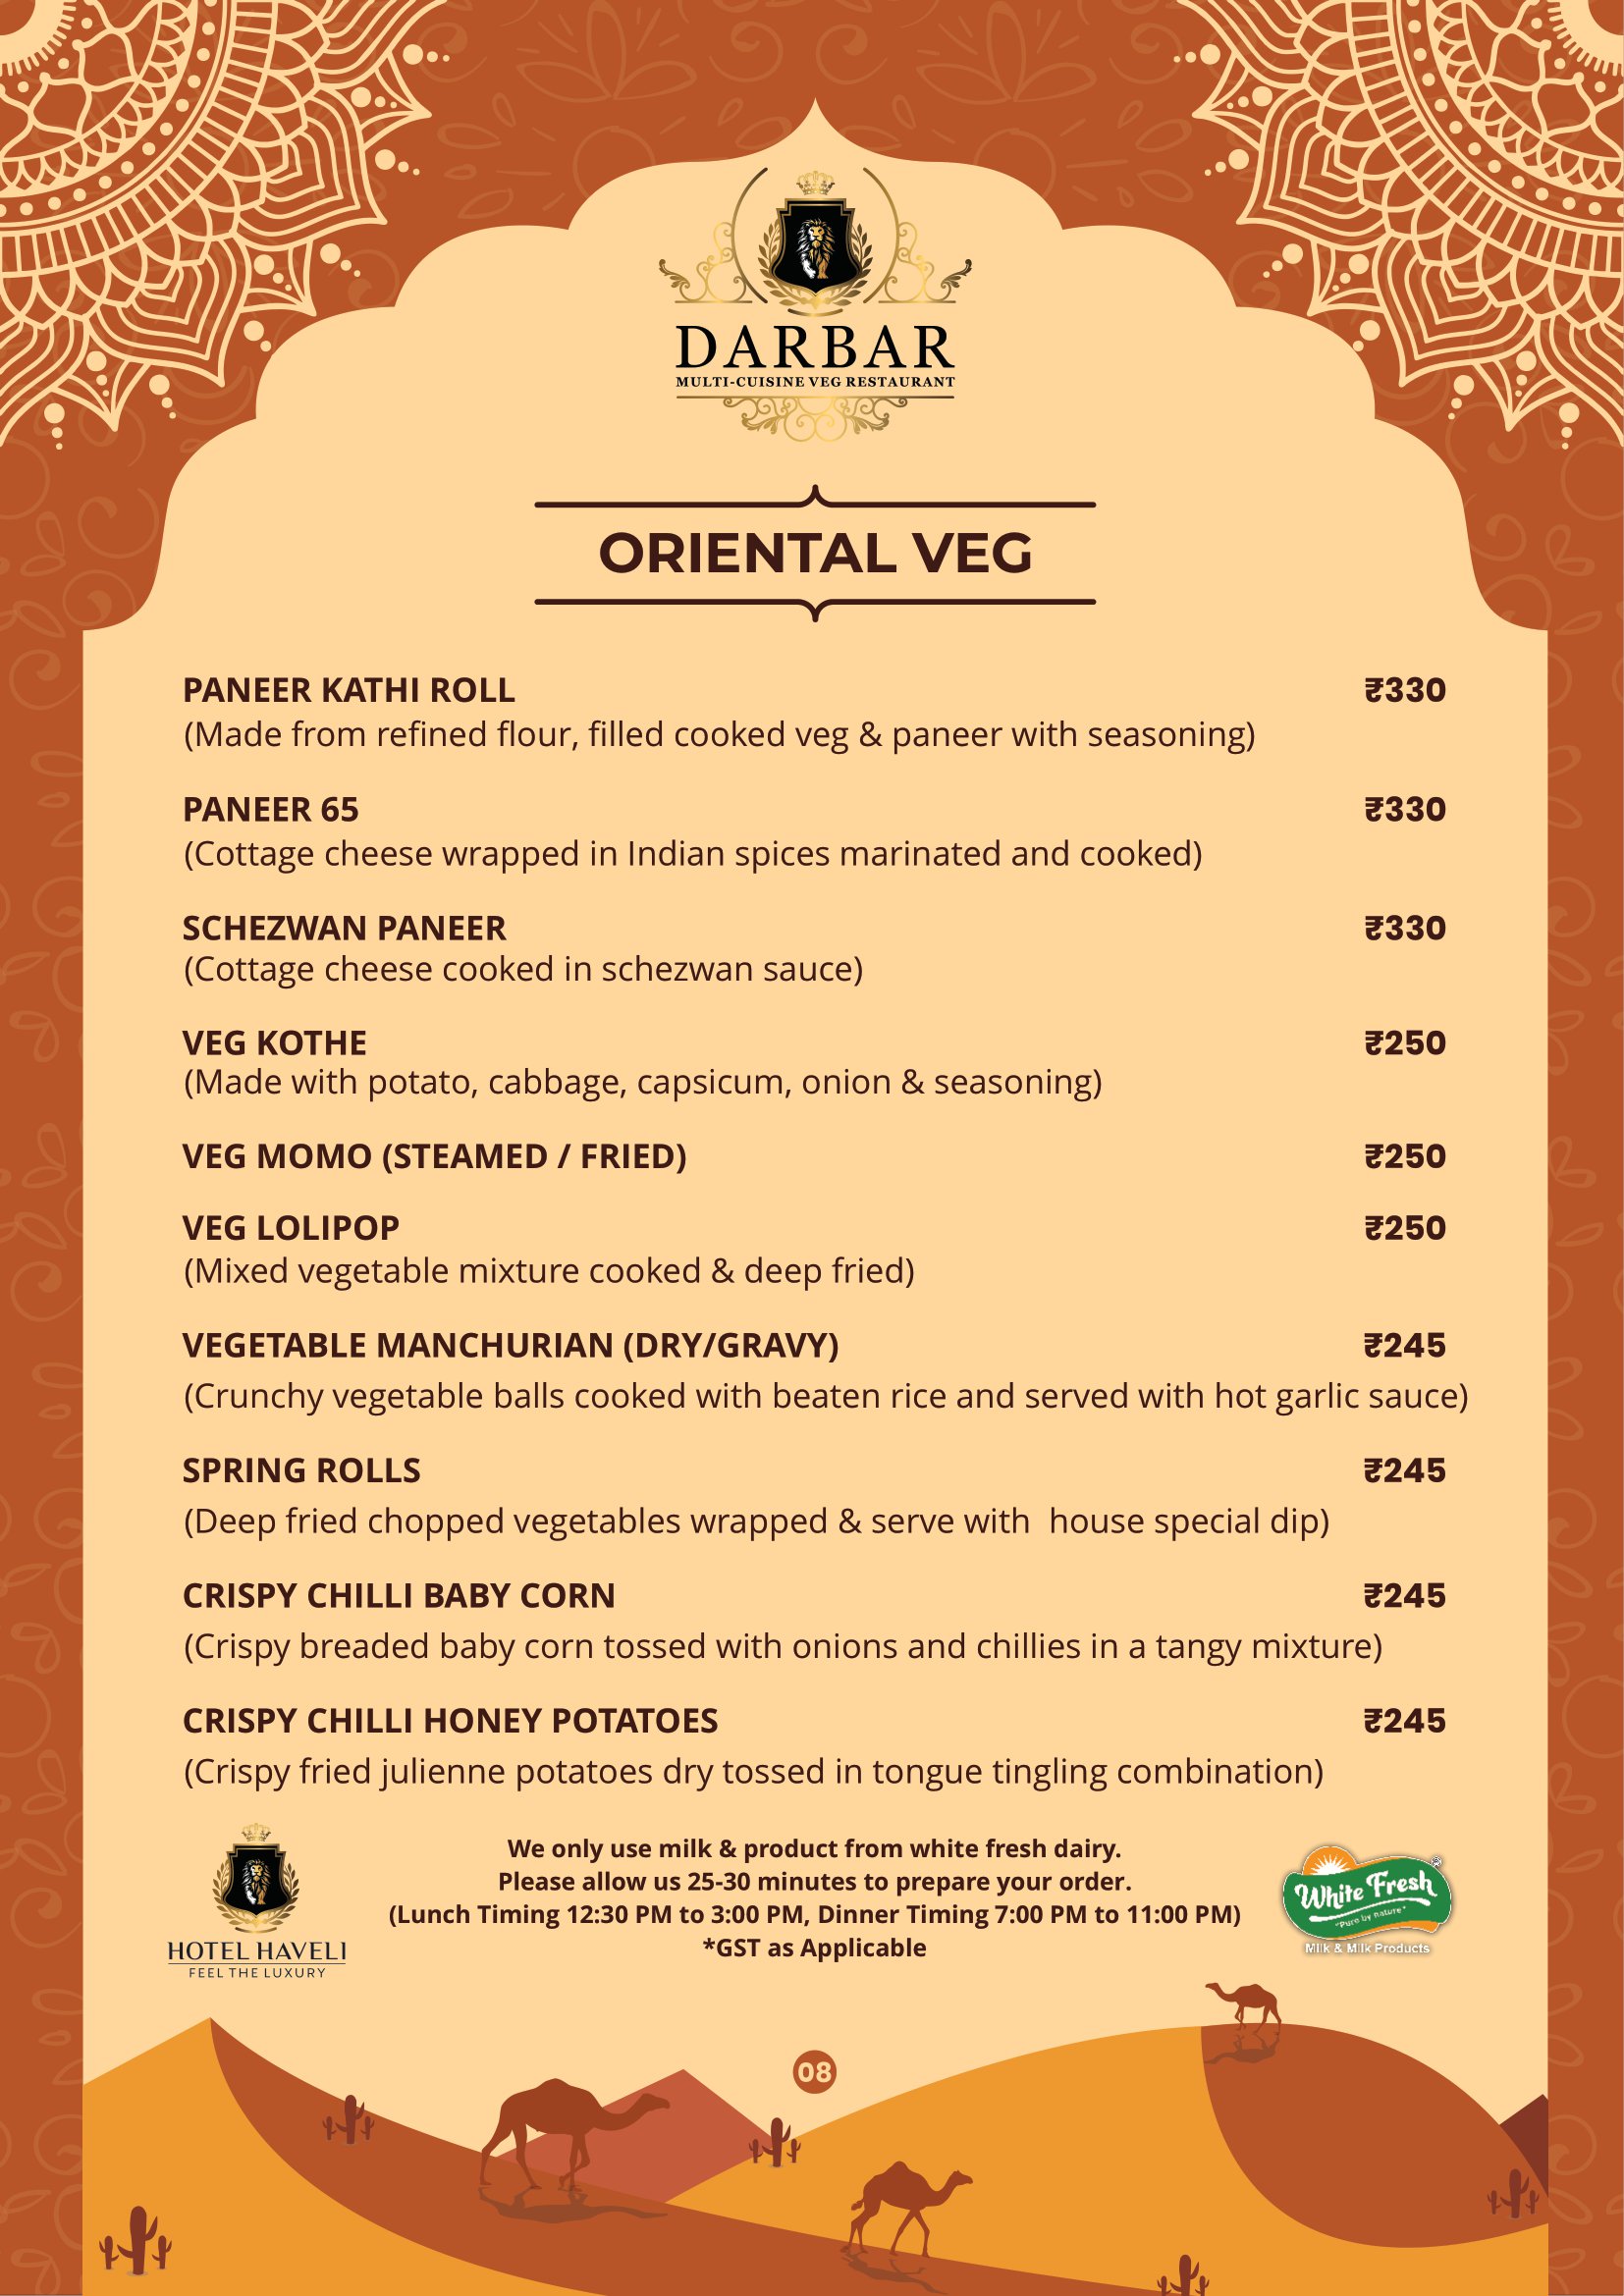 DARBAR
MULTI-CUISINE VEG RESTAURANT
ORIENTAL VEG
PANEER KATHI ROLL ₹330
(Made from refined flour, filled cooked veg & paneer with seasoning)
PANEER 65 ₹330
(Cottage cheese wrapped in Indian spices marinated and cooked)
SCHEZWAN PANEER ₹330
(Cottage cheese cooked in schezwan sauce)
VEG KOTHE ₹250
(Made with potato, cabbage, capsicum, onion & seasoning)
VEG MOMO (STEAMED / FRIED) ₹250
VEG LOLIPOP ₹250
(Mixed vegetable mixture cooked & deep fried)
VEGETABLE MANCHURIAN (DRY/GRAVY) ₹245
(Crunchy vegetable balls cooked with beaten rice and served with hot garlic sauce)
SPRING ROLLS ₹245
(Deep fried chopped vegetables wrapped & serve with  house special dip)
CRISPY CHILLI BABY CORN ₹245
(Crispy breaded baby corn tossed with onions and chillies in a tangy mixture)
CRISPY CHILLI HONEY POTATOES ₹245
(Crispy fried julienne potatoes dry tossed in tongue tingling combination)
We only use milk & product from white fresh dairy.
Please allow us 25-30 minutes to prepare your order.
(Lunch Timing 12:30 PM to 3:00 PM, Dinner Timing 7:00 PM to 11:00 PM)
*GST as Applicable
HOTEL HAVELI
FEEL THE LUXURY
White Fresh
"Pure by nature"
Milk & Milk Products
08